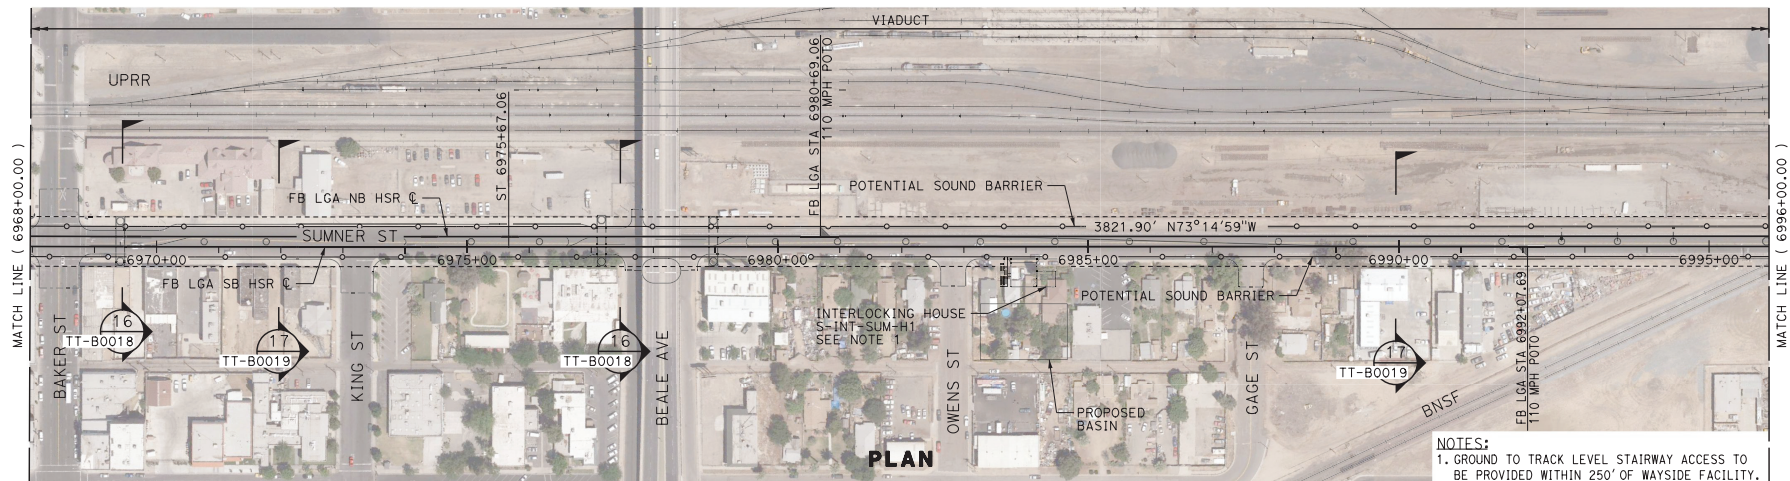 VIADUCT
UPRR
ST 6975+67.06
FB LGA STA 6980+69.06
110 MPH POTO
MATCH LINE ( 6968+00.00 )
MATCH LINE ( 6996+00.00 )
FB LGA NB HSR ℄
POTENTIAL SOUND BARRIER
SUMNER ST
3821.90' N73°14'59"W
6970+00
6975+00
6980+00
6985+00
6990+00
6995+00
FB LGA SB HSR ℄
POTENTIAL SOUND BARRIER
INTERLOCKING HOUSE
S-INT-SUM-H1
SEE NOTE 1
16
TT-B0018
17
TT-B0019
16
TT-B0018
17
TT-B0019
BAKER ST
KING ST
BEALE AVE
OWENS ST
GAGE ST
FB LGA STA 6992+07.69
110 MPH POTO
BNSF
PROPOSED
BASIN
PLAN
NOTES:
1. GROUND TO TRACK LEVEL STAIRWAY ACCESS TO
BE PROVIDED WITHIN 250' OF WAYSIDE FACILITY.